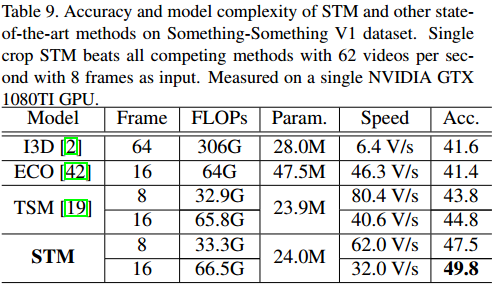 Table 9. Accuracy and model complexity of STM and other state-
of-the-art methods on Something-Something V1 dataset. Single
crop STM beats all competing methods with 62 videos per sec-
ond with 8 frames as input. Measured on a single NVIDIA GTX
1080TI GPU.
Model Frame FLOPs Param. Speed Acc.
I3D [2] 64 306G 28.0M 6.4 V/s 41.6
ECO [42] 16 64G 47.5M 46.3 V/s 41.4
TSM [19] 8 32.9G 23.9M 80.4 V/s 43.8
16 65.8G 40.6 V/s 44.8
STM 8 33.3G 24.0M 62.0 V/s 47.5
16 66.5G 32.0 V/s 49.8